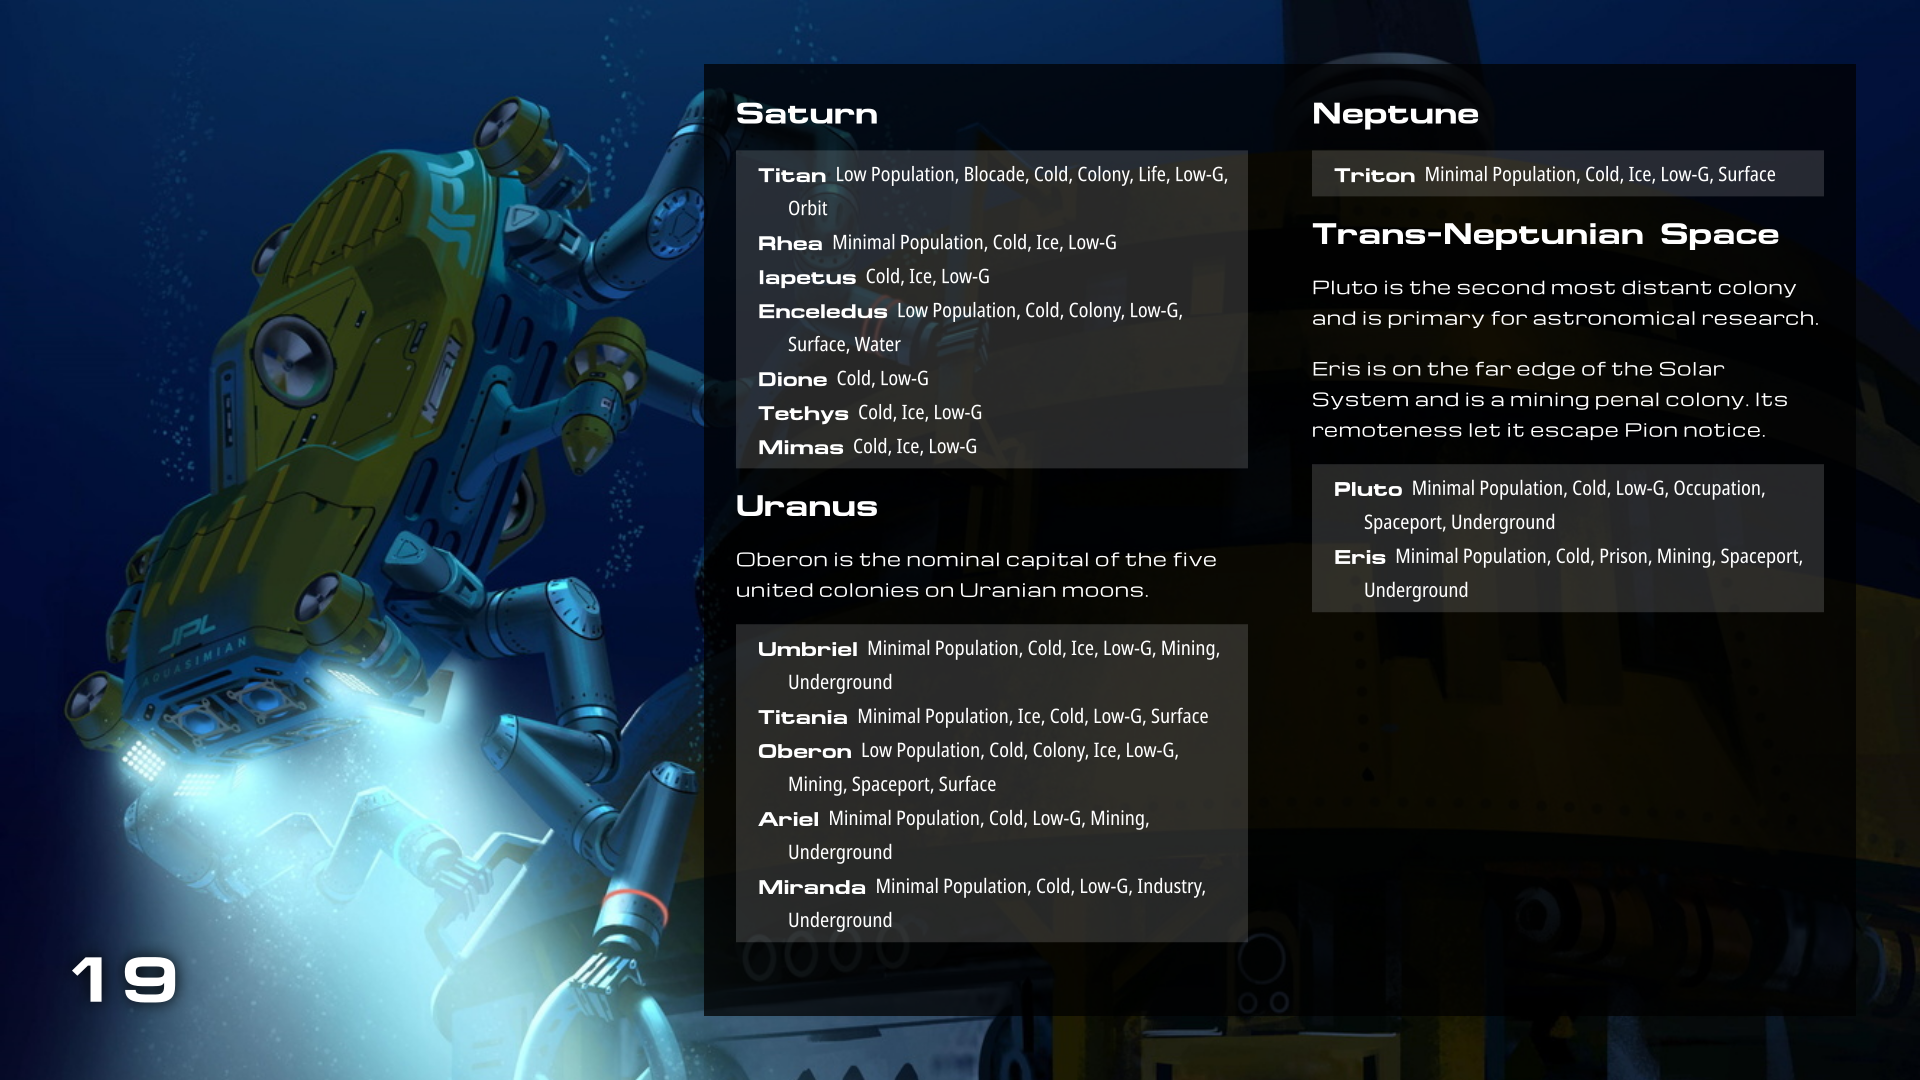 JPL
JPL
AQUASIMIAN
19
Saturn
Titan Low Population, Blocade, Cold, Colony, Life, Low-G,
Orbit
Rhea Minimal Population, Cold, Ice, Low-G
Iapetus Cold, Ice, Low-G
Enceledus Low Population, Cold, Colony, Low-G,
Surface, Water
Dione Cold, Low-G
Tethys Cold, Ice, Low-G
Mimas Cold, Ice, Low-G
Uranus
Oberon is the nominal capital of the five
united colonies on Uranian moons.
Umbriel Minimal Population, Cold, Ice, Low-G, Mining,
Underground
Titania Minimal Population, Ice, Cold, Low-G, Surface
Oberon Low Population, Cold, Colony, Ice, Low-G,
Mining, Spaceport, Surface
Ariel Minimal Population, Cold, Low-G, Mining,
Underground
Miranda Minimal Population, Cold, Low-G, Industry,
Underground
Neptune
Triton Minimal Population, Cold, Ice, Low-G, Surface
Trans-Neptunian Space
Pluto is the second most distant colony
and is primary for astronomical research.
Eris is on the far edge of the Solar
System and is a mining penal colony. Its
remoteness let it escape Pion notice.
Pluto Minimal Population, Cold, Low-G, Occupation,
Spaceport, Underground
Eris Minimal Population, Cold, Prison, Mining, Spaceport,
Underground